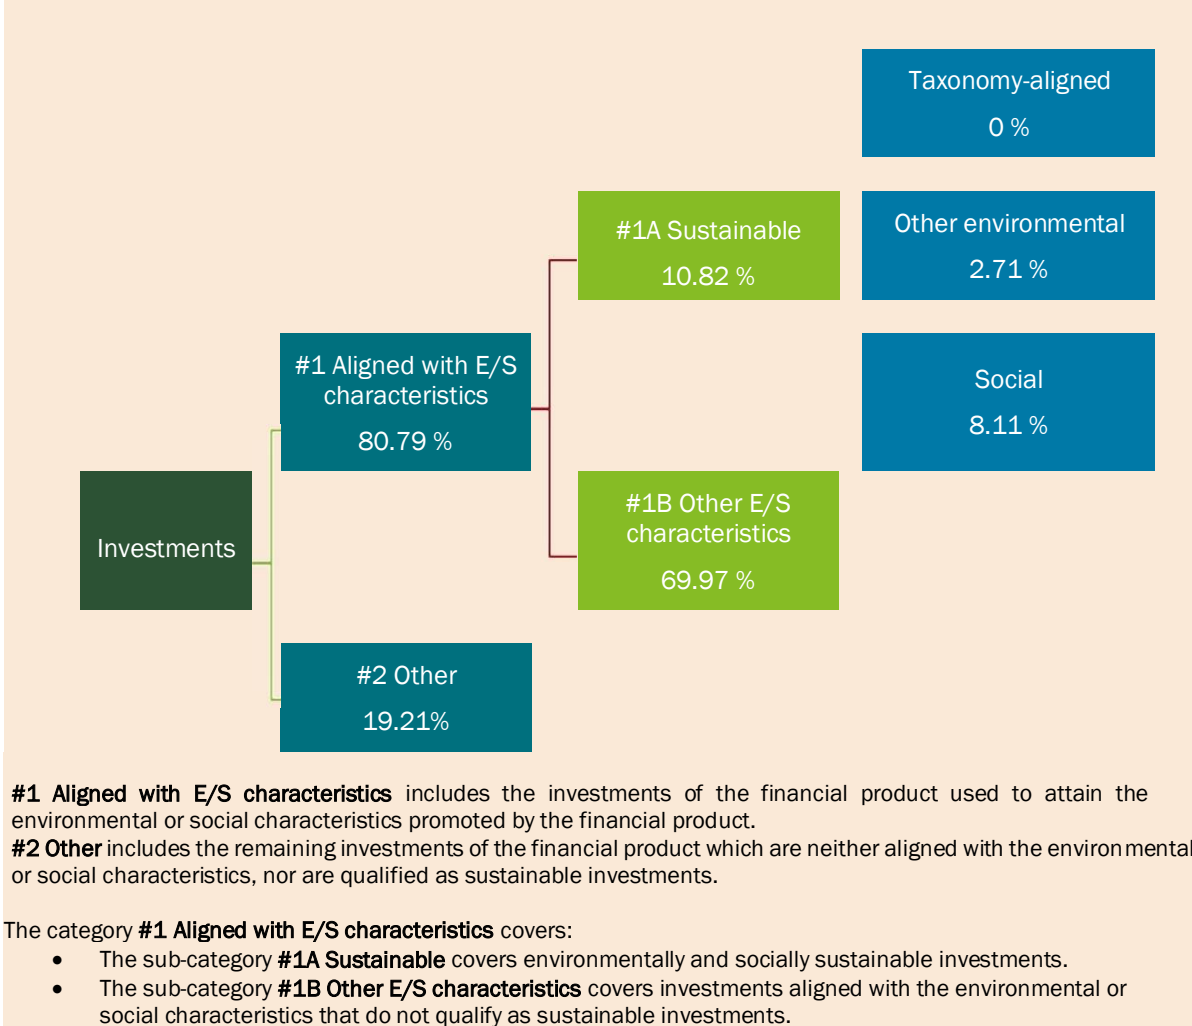 Taxonomy-aligned
0 %
#1A Sustainable
10.82 %
Other environmental
2.71 %
#1 Aligned with E/S
characteristics
80.79 %
Social
8.11 %
Investments
#1B Other E/S
characteristics
69.97 %
#2 Other
19.21%
#1 Aligned with E/S characteristics includes the investments of the financial product used to attain the
environmental or social characteristics promoted by the financial product.
#2 Other includes the remaining investments of the financial product which are neither aligned with the environmental
or social characteristics, nor are qualified as sustainable investments.
The category #1 Aligned with E/S characteristics covers:
• The sub-category #1A Sustainable covers environmentally and socially sustainable investments.
• The sub-category #1B Other E/S characteristics covers investments aligned with the environmental or
social characteristics that do not qualify as sustainable investments.